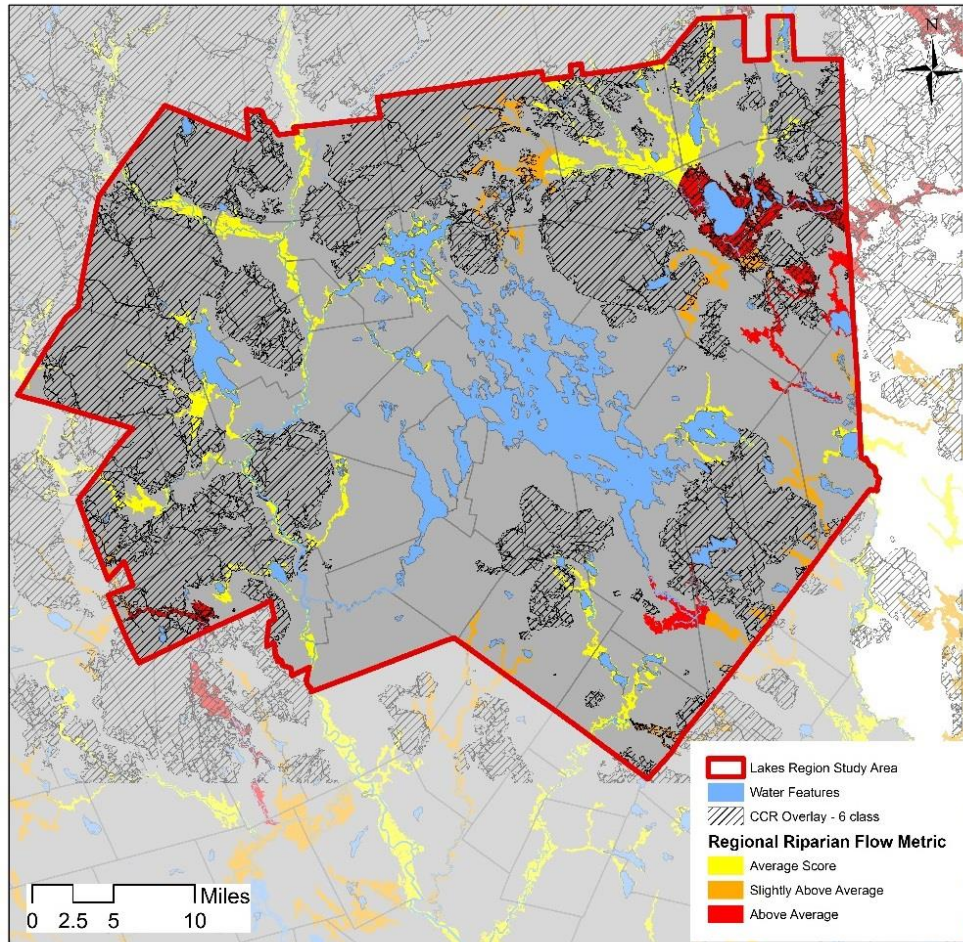 N
Lakes Region Study Area
Water Features
CCR Overlay - 6 class
Regional Riparian Flow Metric
Average Score
Slightly Above Average
Above Average
Miles
0 2.5 5 10